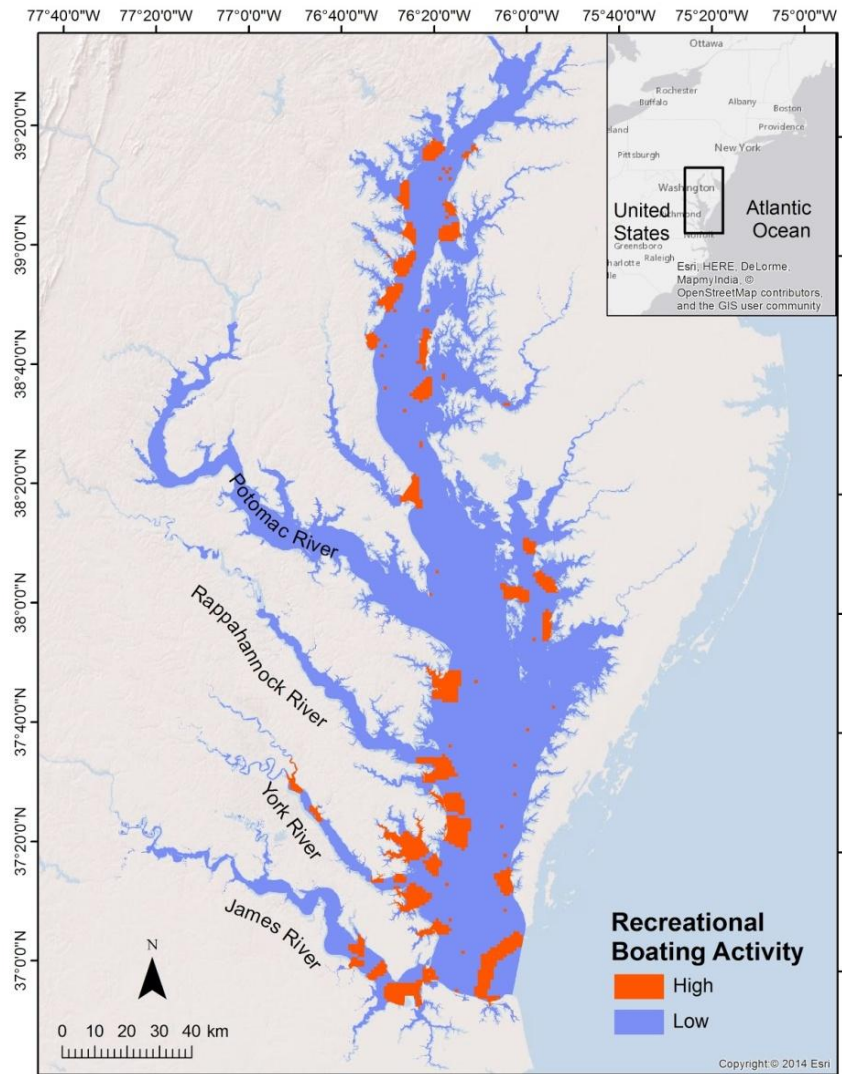 77°40'0"W 77°20'0"W 77°0'0"W 76°40'0"W 76°20'0"W 76°0'0"W 75°40'0"W 75°20'0"W 75°0'0"W
39°20'0"N
39°0'0"N
38°40'0"N
38°20'0"N
38°0'0"N
37°40'0"N
37°20'0"N
37°0'0"N
Ottawa
Rochester
Buffalo
Albany
Boston
Providence
New York
Pittsburgh
Washington
United
States
Atlantic
Ocean
Greensboro
Raleigh
Esri, HERE, DeLorme,
MapmyIndia, ©
OpenStreetMap contributors,
and the GIS user community
Potomac River
Rappahannock River
York River
James River
N
0 10 20 30 40 km
Recreational
Boating Activity
High
Low
Copyright:© 2014 Esri